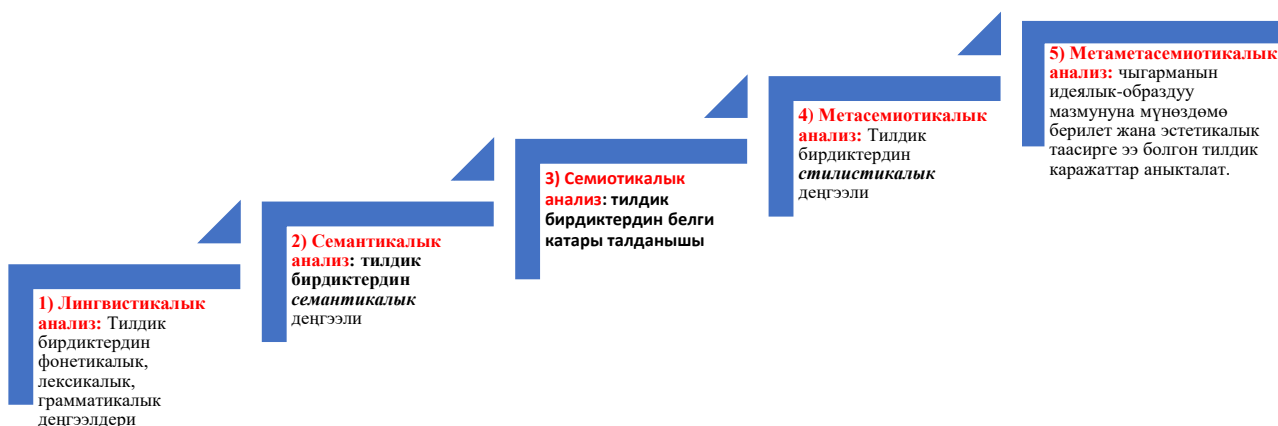 1) Лингвистикалык
анализ: Тилдик
бирдиктердин
фонетикалык,
лексикалык,
грамматикалык
деңгээлдери
2) Семантикалык
анализ: тилдик
бирдиктердин
семантикалык
деңгээли
3) Семиотикалык
анализ: тилдик
бирдиктердин белги
катары талданышы
4) Метасемиотикалык
анализ: Тилдик
бирдиктердин
стилистикалык
деңгээли
5) Метаметасемиотикалык
анализ: чыгарманын
идеялык-образдуу
мазмунуна мүнөздөмө
берилет жана эстетикалык
таасирге ээ болгон тилдик
каражаттар аныкталат.